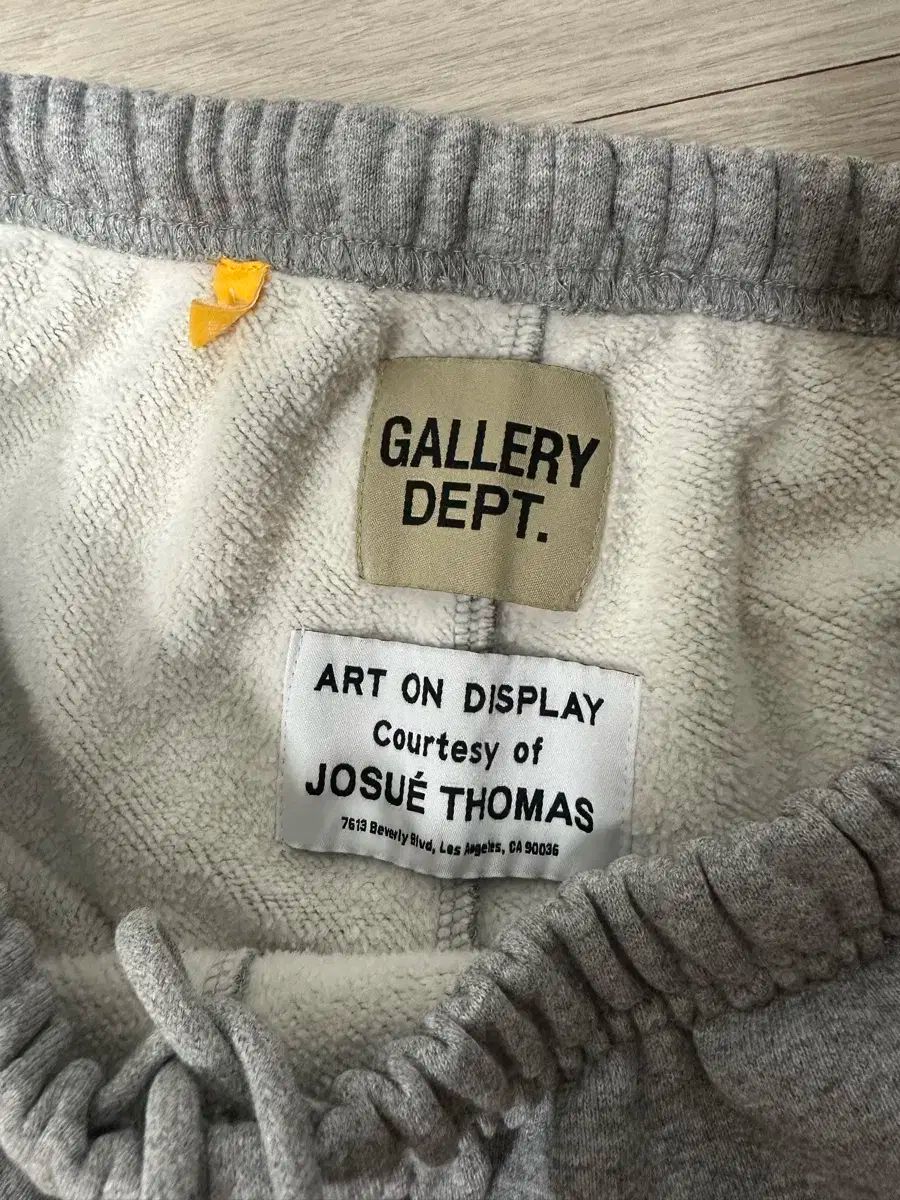 GALLERY
DEPT.
ART ON DISPLAY
Courtesy of
JOSUÉ THOMAS
7613 Beverly Blvd, Los Angeles, CA 90036